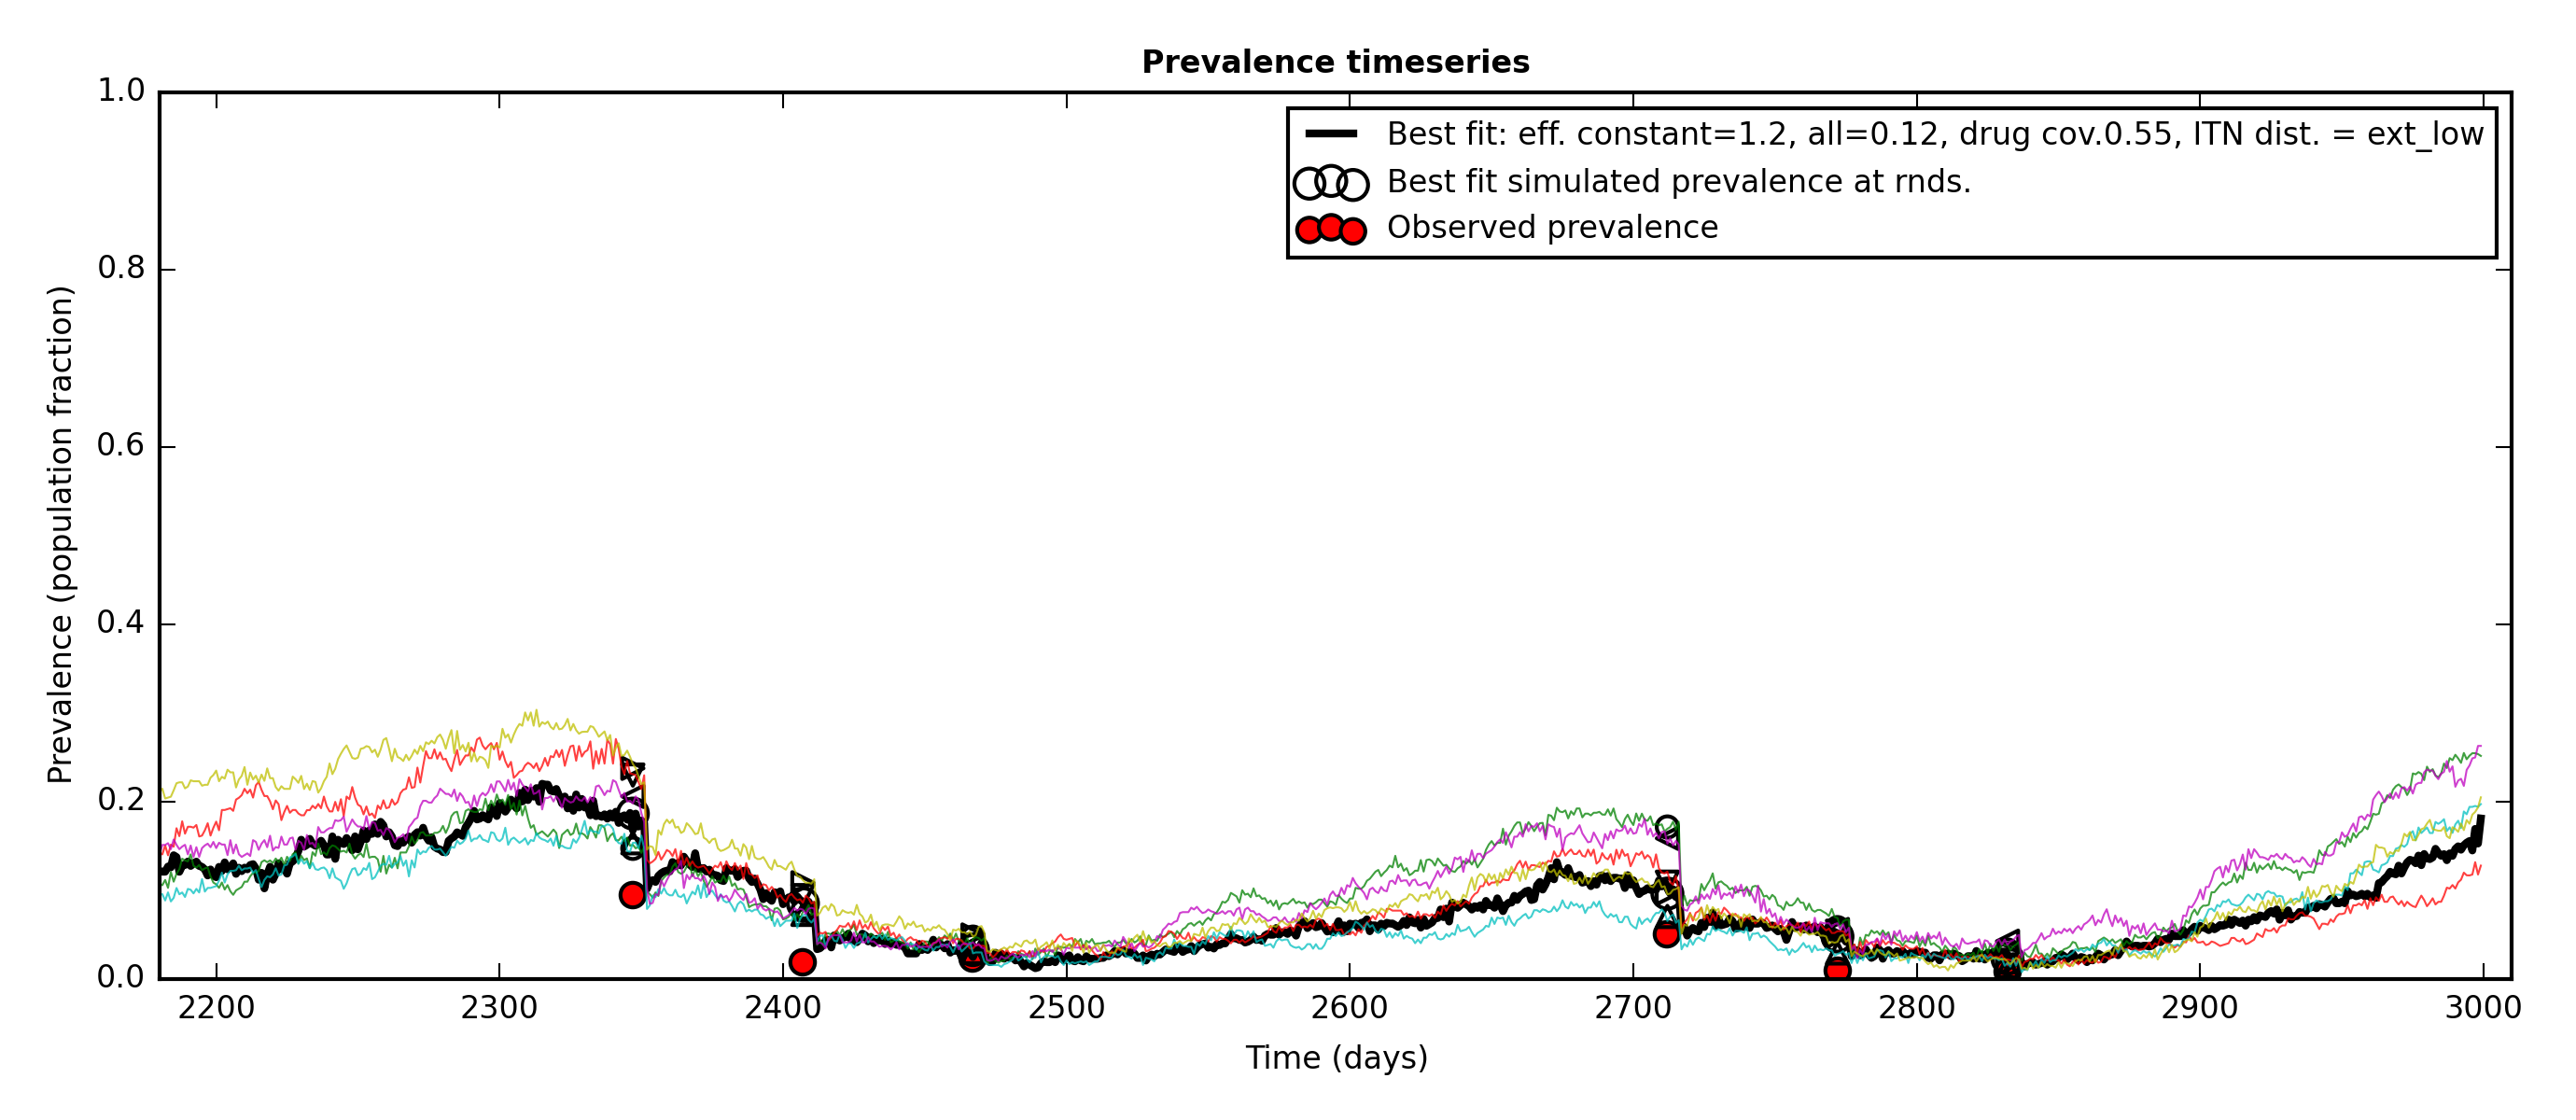 Prevalence timeseries
1.0
0.8
0.6
0.4
0.2
0.0
Prevalence (population fraction)
Best fit: eff. constant=1.2, all=0.12, drug cov.0.55, ITN dist. = ext_low
Best fit simulated prevalence at rnds.
Observed prevalence
2200 2300 2400 2500 2600 2700 2800 2900 3000
Time (days)